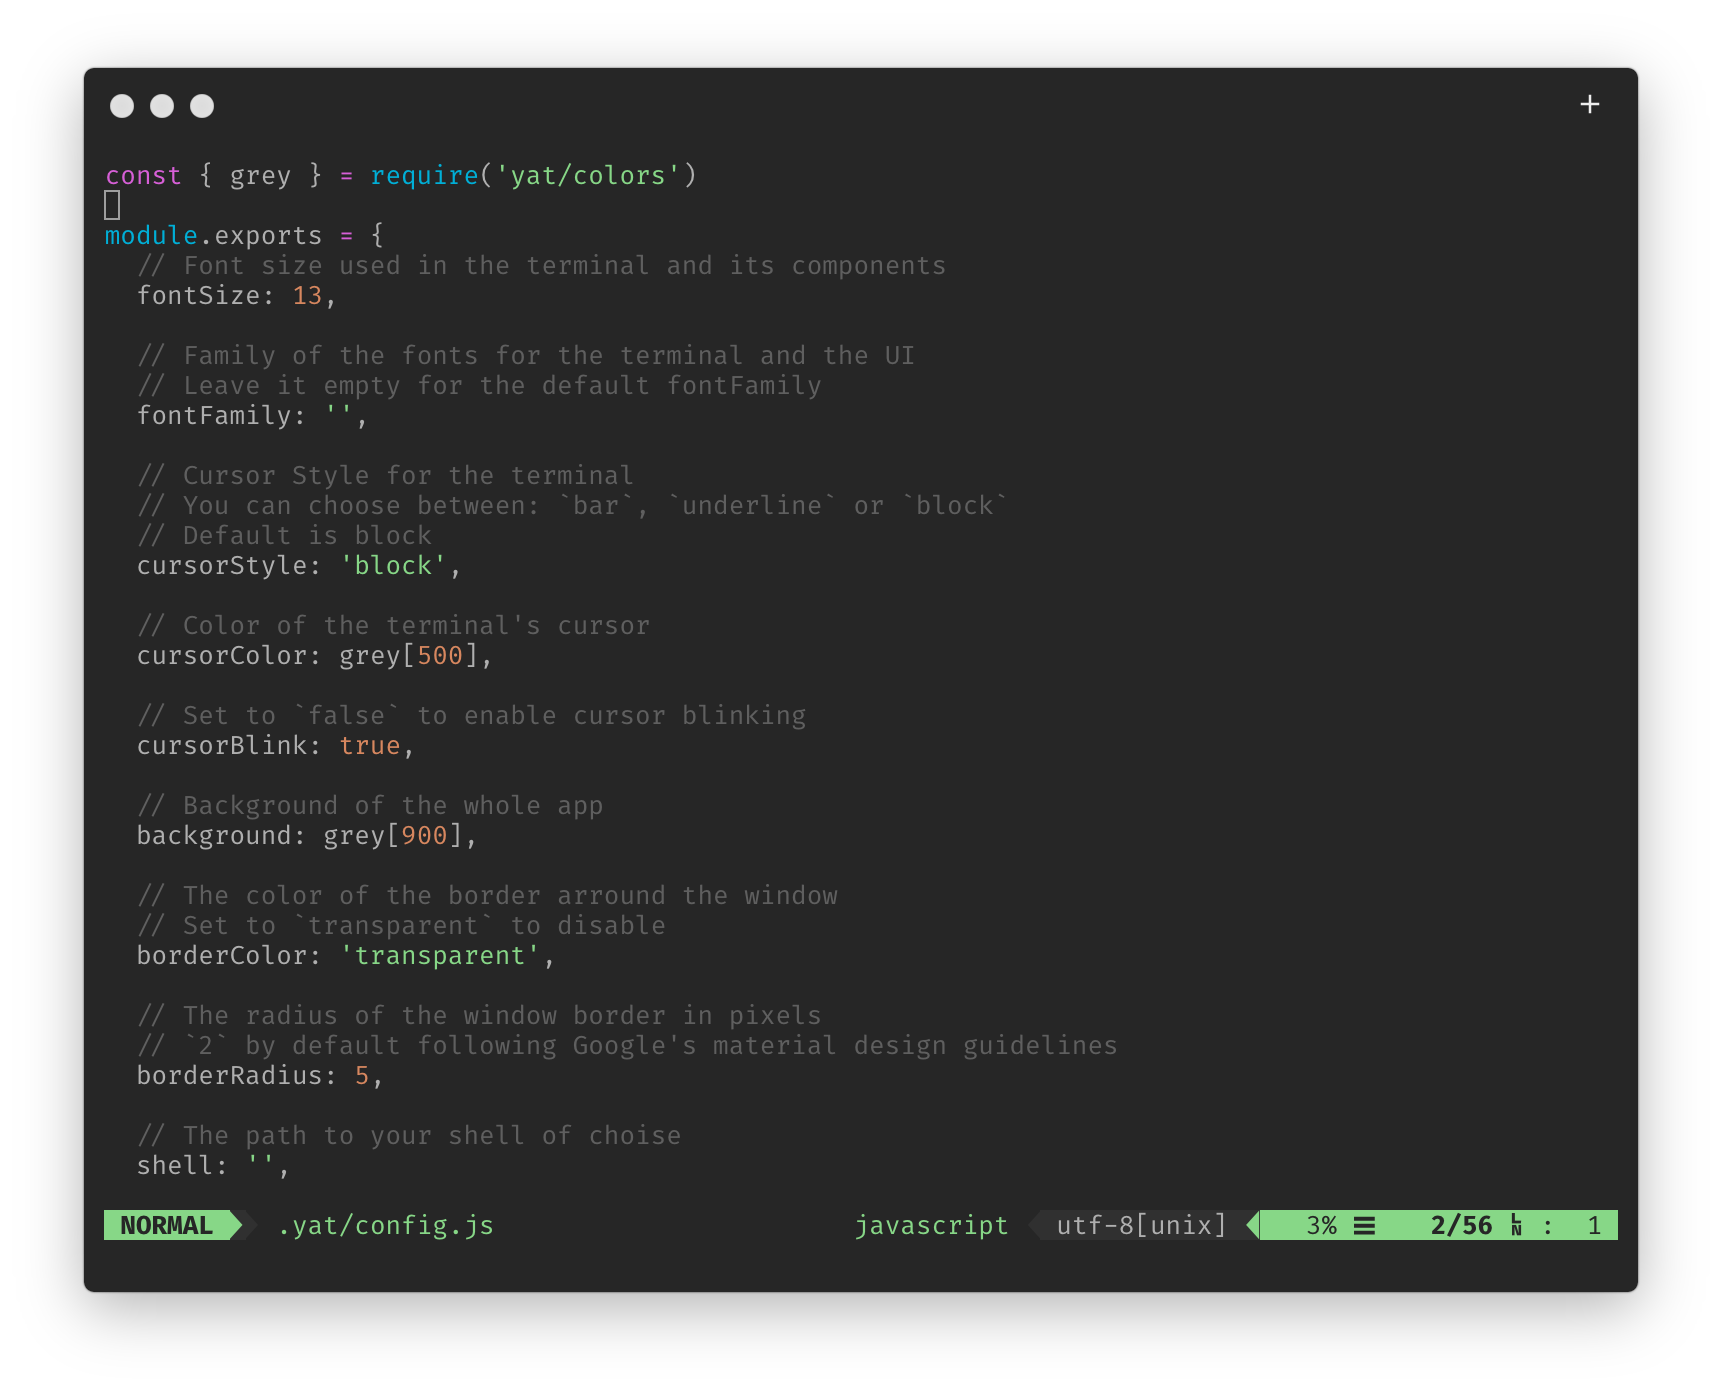 +
const { grey } = require('yat/colors')
module.exports = {
// Font size used in the terminal and its components
fontSize: 13,
// Family of the fonts for the terminal and the UI
// Leave it empty for the default fontFamily
fontFamily: '',
// Cursor Style for the terminal
// You can choose between: `bar`, `underline` or `block`
// Default is block
cursorStyle: 'block',
// Color of the terminal's cursor
cursorColor: grey[500],
// Set to `false` to enable cursor blinking
cursorBlink: true,
// Background of the whole app
background: grey[900],
// The color of the border arround the window
// Set to `transparent` to disable
borderColor: 'transparent',
// The radius of the window border in pixels
// `2` by default following Google's material design guidelines
borderRadius: 5,
// The path to your shell of choise
shell: '',
NORMAL .yat/config.js javascript utf-8[unix] 3% ☰ 2/56 ␤ : 1